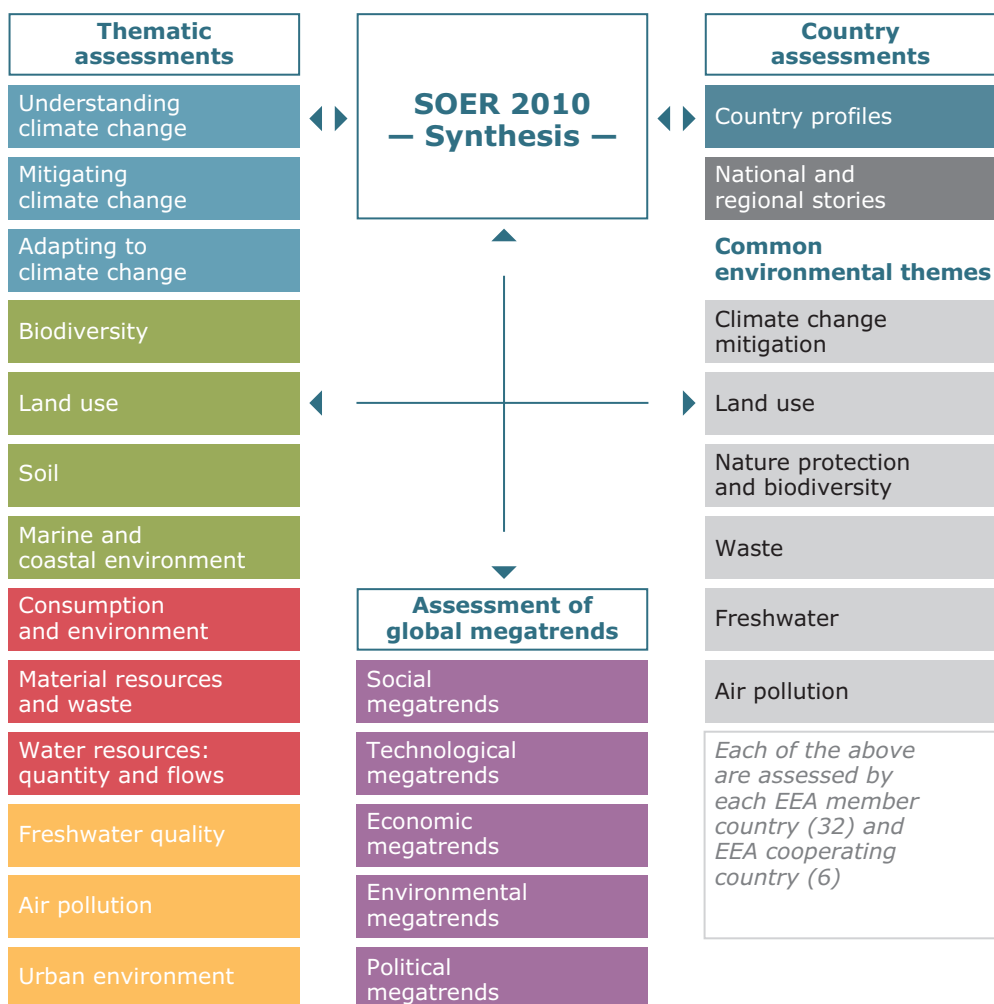 Thematic
assessments
Understanding
climate change
Mitigating
climate change
Adapting to
climate change
Biodiversity
Land use
Soil
Marine and
coastal environment
Consumption
and environment
Material resources
and waste
Water resources:
quantity and flows
Freshwater quality
Air pollution
Urban environment
SOER 2010
— Synthesis —
Assessment of
global megatrends
Social
megatrends
Technological
megatrends
Economic
megatrends
Environmental
megatrends
Political
megatrends
Country
assessments
Country profiles
National and
regional stories
Common
environmental themes
Climate change
mitigation
Land use
Nature protection
and biodiversity
Waste
Freshwater
Air pollution
Each of the above
are assessed by
each EEA member
country (32) and
EEA cooperating
country (6)